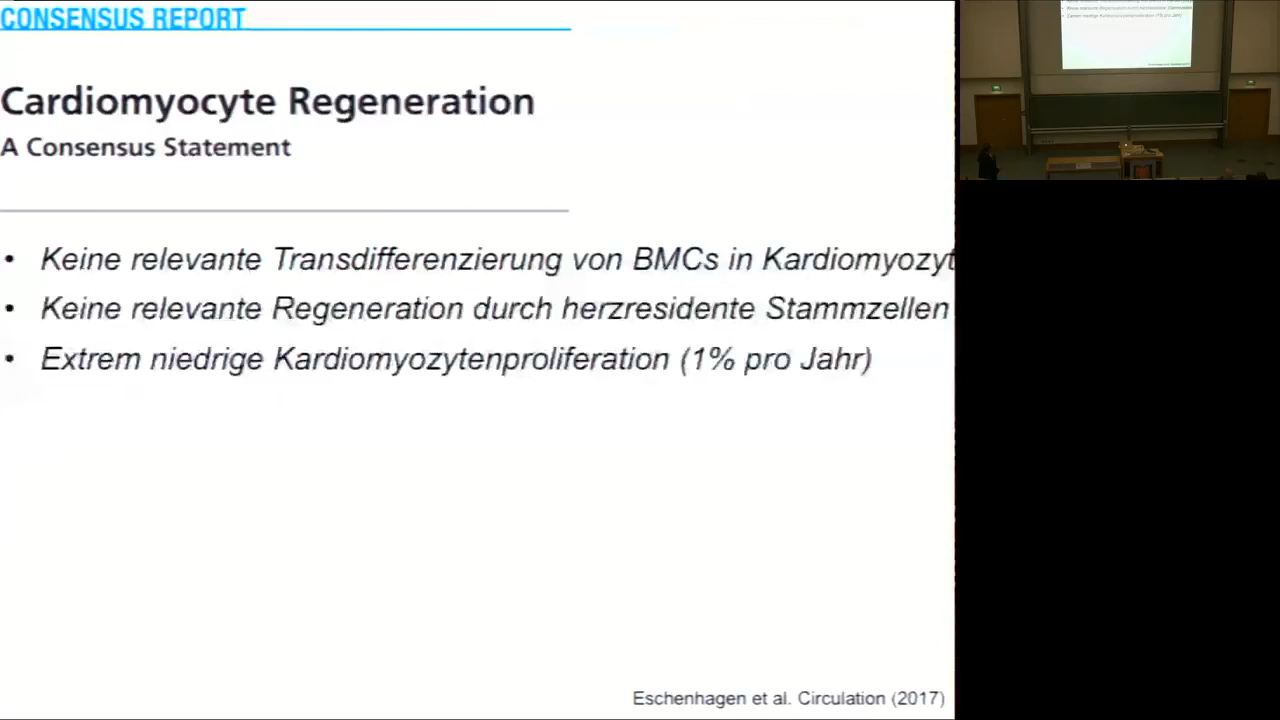 CONSENSUS REPORT
Cardiomyocyte Regeneration
A Consensus Statement
• Keine relevante Transdifferenzierung von BMCs in Kardiomyozyt
• Keine relevante Regeneration durch herzresidente Stammzellen
• Extrem niedrige Kardiomyozytenproliferation (1% pro Jahr)
Eschenhagen et al. Circulation (2017)